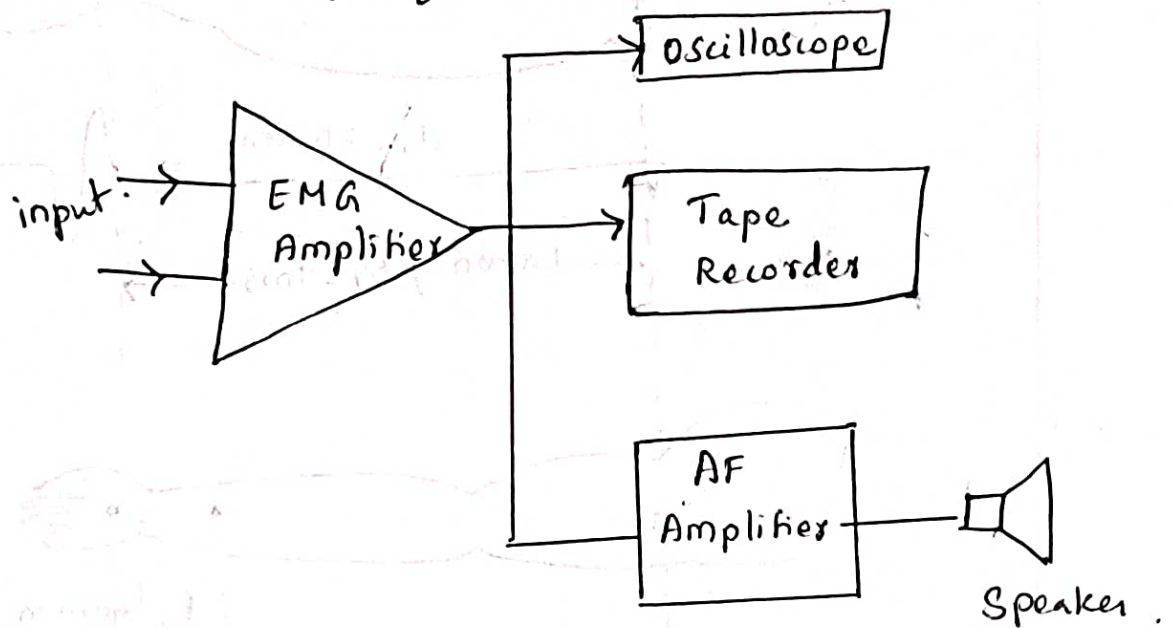 oscilloscope
input.
EMG
Amplifier
Tape
Recorder
AF
Amplifier
Speaker.